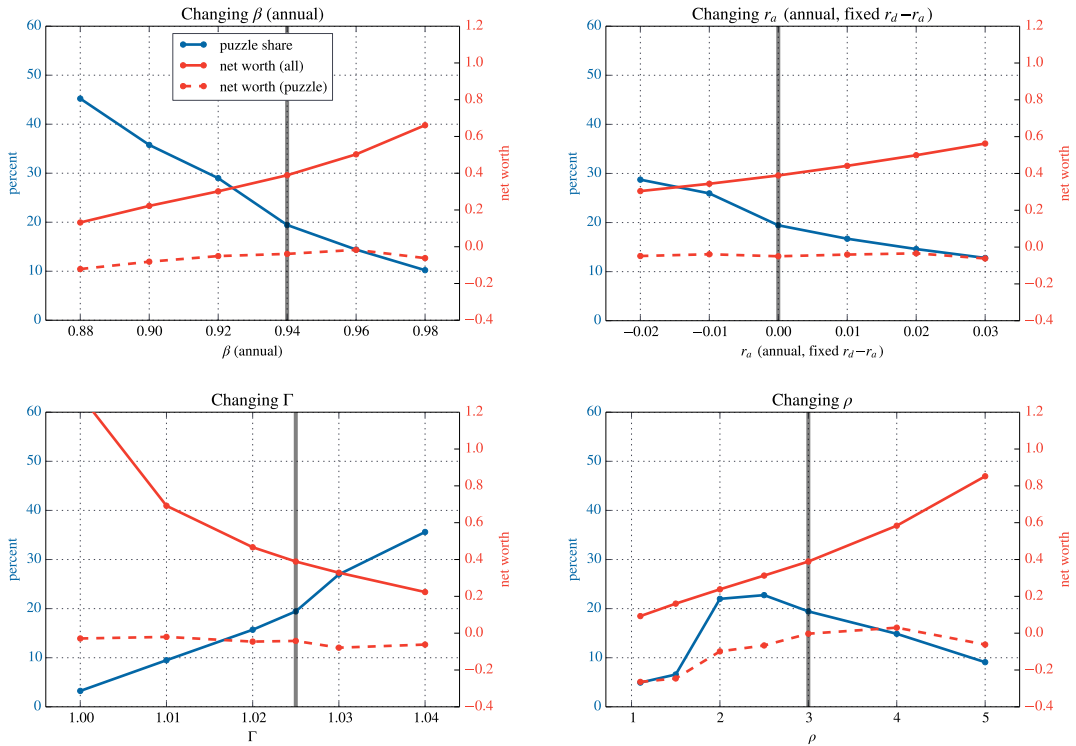 Changing β (annual)
60
50
40
30
20
10
0
percent
puzzle share
net worth (all)
net worth (puzzle)
1.2
1.0
0.8
0.6
0.4
0.2
0.0
−0.2
−0.4
net worth
0.88 0.90 0.92 0.94 0.96 0.98
β (annual)
Changing r_a (annual, fixed r_d−r_a)
60
50
40
30
20
10
0
percent
1.2
1.0
0.8
0.6
0.4
0.2
0.0
−0.2
−0.4
net worth
−0.02 −0.01 0.00 0.01 0.02 0.03
r_a (annual, fixed r_d−r_a)
Changing Γ
60
50
40
30
20
10
0
percent
1.2
1.0
0.8
0.6
0.4
0.2
0.0
−0.2
−0.4
net worth
1.00 1.01 1.02 1.03 1.04
Γ
Changing ρ
60
50
40
30
20
10
0
percent
1.2
1.0
0.8
0.6
0.4
0.2
0.0
−0.2
−0.4
net worth
1 2 3 4 5
ρ